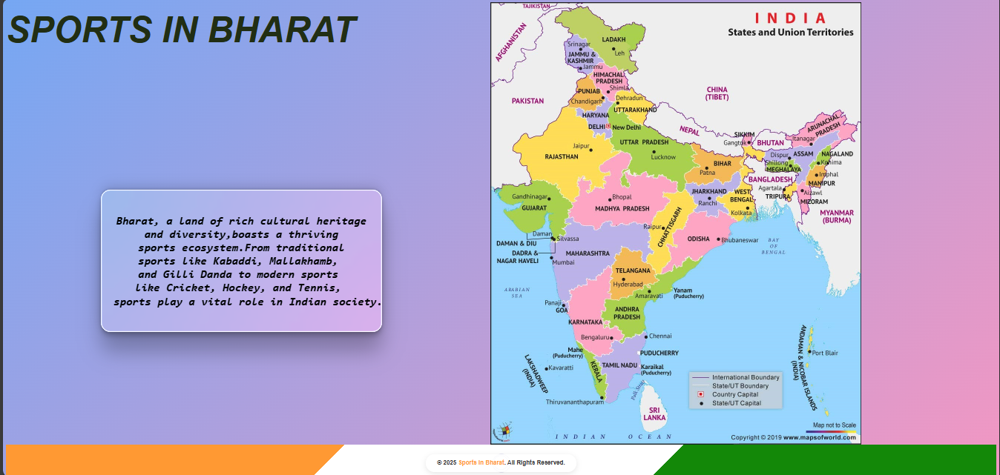 SPORTS IN BHARAT
Bharat, a land of rich cultural heritage
and diversity,boasts a thriving
sports ecosystem.From traditional
sports like Kabaddi, Mallakhamb,
and Gilli Danda to modern sports
like Cricket, Hockey, and Tennis,
sports play a vital role in Indian society.
INDIA
States and Union Territories
TAJIKISTAN
AFGHANISTAN
LADAKH
Srinagar
Leh
JAMMU &
KASHMIR
Jammu
HIMACHAL
PRADESH
Shimla
PUNJAB
Chandigarh
Dehradun
UTTARAKHAND
CHINA
(TIBET)
PAKISTAN
HARYANA
DELHI
New Delhi
NEPAL
SIKKIM
Gangtok
BHUTAN
ARUNACHAL
PRADESH
Itanagar
Jaipur
RAJASTHAN
UTTAR PRADESH
Lucknow
BIHAR
Patna
Dispur
ASSAM
NAGALAND
Shillong
Kohima
MEGHALAYA
Imphal
MANIPUR
BANGLADESH
Agartala
TRIPURA
Aizawl
MIZORAM
MYANMAR
(BURMA)
Gandhinagar
GUJARAT
Bhopal
MADHYA PRADESH
JHARKHAND
Ranchi
WEST
BENGAL
Kolkata
Raipur
CHHATTISGARH
Daman
Silvassa
DAMAN & DIU
DADRA &
NAGAR HAVELI
MAHARASHTRA
Mumbai
ODISHA
Bhubaneswar
BAY
OF
BENGAL
TELANGANA
Hyderabad
ARABIAN
SEA
Amaravati
Yanam
(Puducherry)
Panaji
GOA
ANDHRA
PRADESH
KARNATAKA
Bengaluru
Chennai
Mahe
(Puducherry)
PUDUCHERRY
LAKSHADWEEP
(INDIA)
Kavaratti
KERALA
TAMIL NADU
Karaikal
(Puducherry)
Palk Strait
Thiruvananthapuram
SRI
LANKA
ANDAMAN & NICOBAR ISLANDS
(INDIA)
Port Blair
International Boundary
State/UT Boundary
Country Capital
State/UT Capital
Map not to Scale
INDIAN OCEAN
Copyright © 2019 www.mapsofworld.com
© 2025 Sports in Bharat. All Rights Reserved.